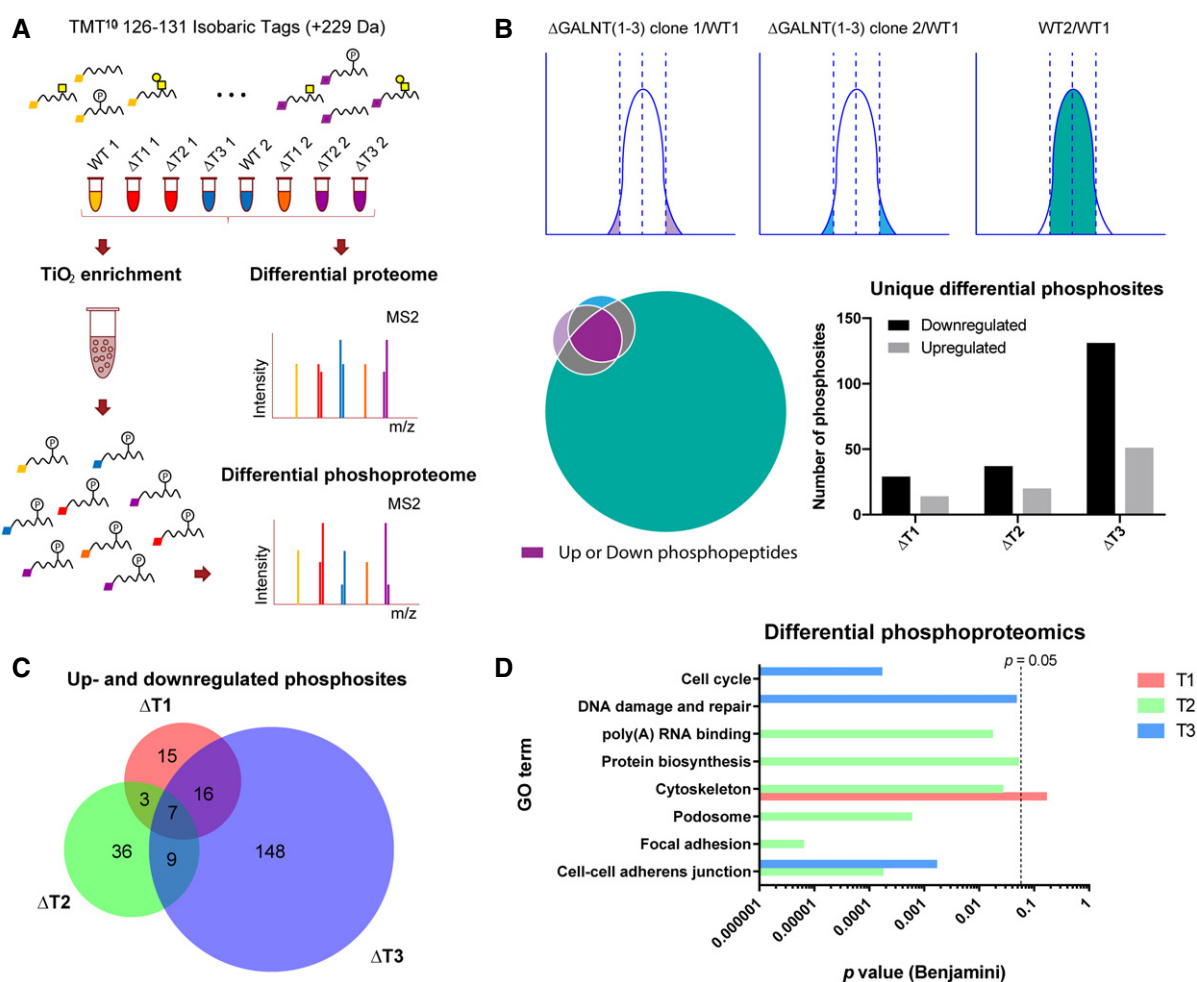 A
TMT¹⁰ 126-131 Isobaric Tags (+229 Da)
P
P
P
WT 1
ΔT1 1
ΔT2 1
ΔT3 1
WT 2
ΔT1 2
ΔT2 2
ΔT3 2
TiO₂ enrichment
Differential proteome
MS2
Intensity
m/z
Differential phoshoproteome
MS2
Intensity
m/z
P
P
P
P
P
P
P
P
P
B
ΔGALNT(1-3) clone 1/WT1
ΔGALNT(1-3) clone 2/WT1
WT2/WT1
Up or Down phosphopeptides
Unique differential phosphosites
Downregulated
Upregulated
Number of phosphosites
150
100
50
0
ΔT1
ΔT2
ΔT3
C
Up- and downregulated phosphosites
ΔT1
15
3
16
7
36
9
148
ΔT2
ΔT3
D
Differential phosphoproteomics
p = 0.05
T1
T2
T3
GO term
Cell cycle
DNA damage and repair
poly(A) RNA binding
Protein biosynthesis
Cytoskeleton
Podosome
Focal adhesion
Cell-cell adherens junction
0.000001
0.00001
0.0001
0.001
0.01
0.1
1
p value (Benjamini)